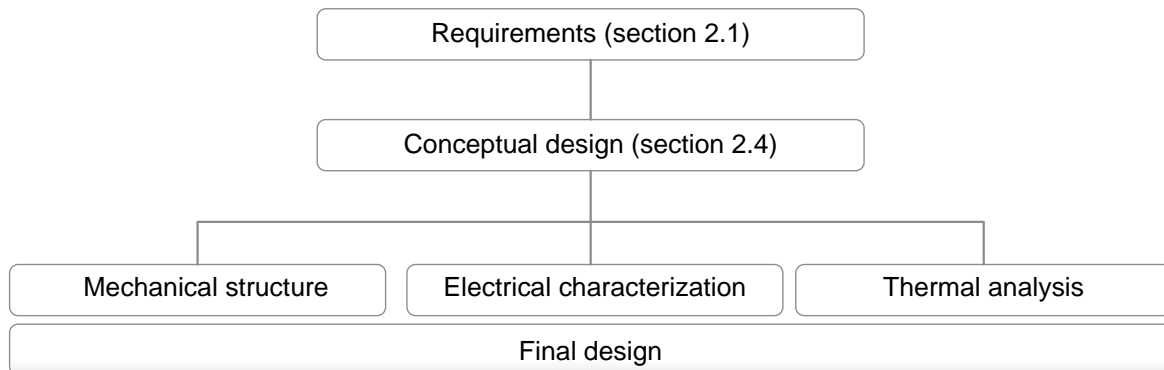 Requirements (section 2.1)
Conceptual design (section 2.4)
Mechanical structure
Electrical characterization
Thermal analysis
Final design